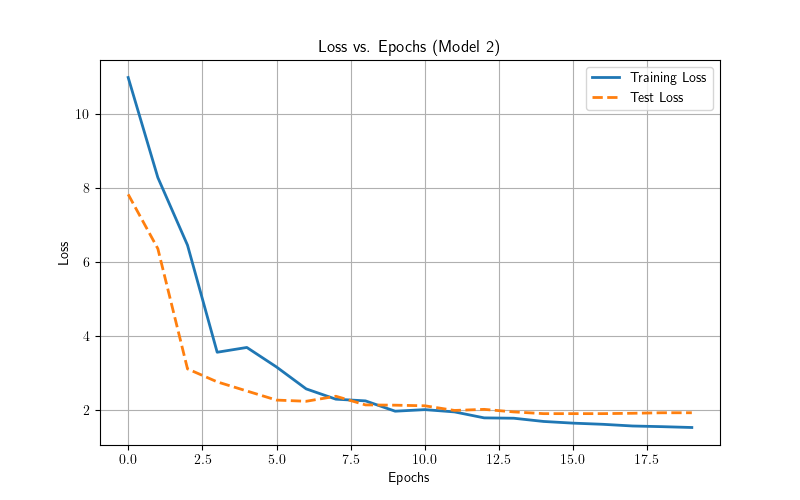 Loss vs. Epochs (Model 2)
Training Loss
Test Loss
10
8
6
4
2
Loss
0.0 2.5 5.0 7.5 10.0 12.5 15.0 17.5
Epochs